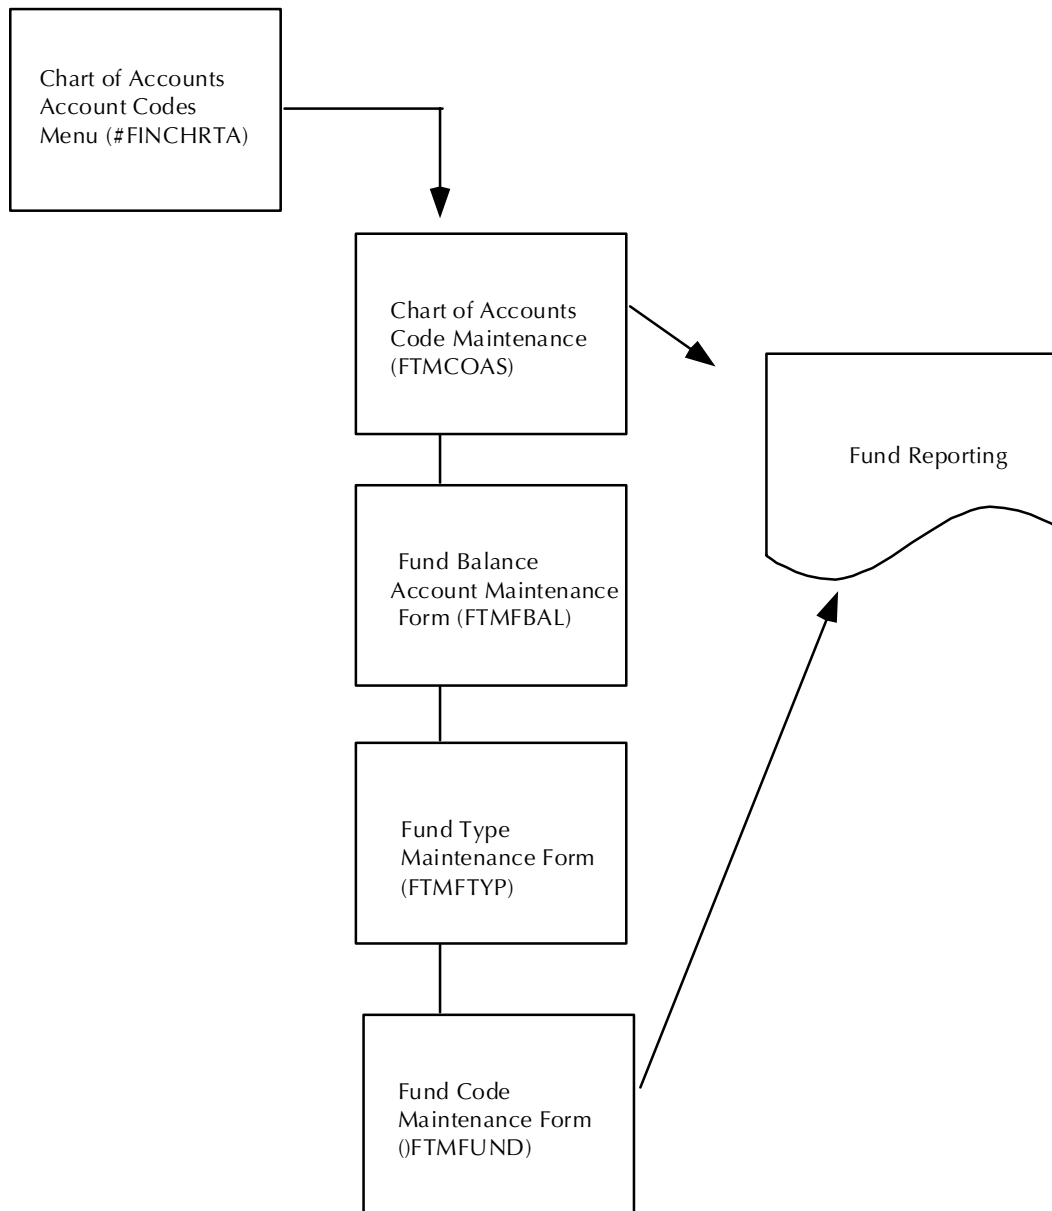 Chart of Accounts
Account Codes
Menu (#FINCHRTA)
Chart of Accounts
Code Maintenance
(FTMCOAS)
Fund Reporting
Fund Balance
Account Maintenance
Form (FTMFBAL)
Fund Type
Maintenance Form
(FTMFTYP)
Fund Code
Maintenance Form
()FTMFUND)